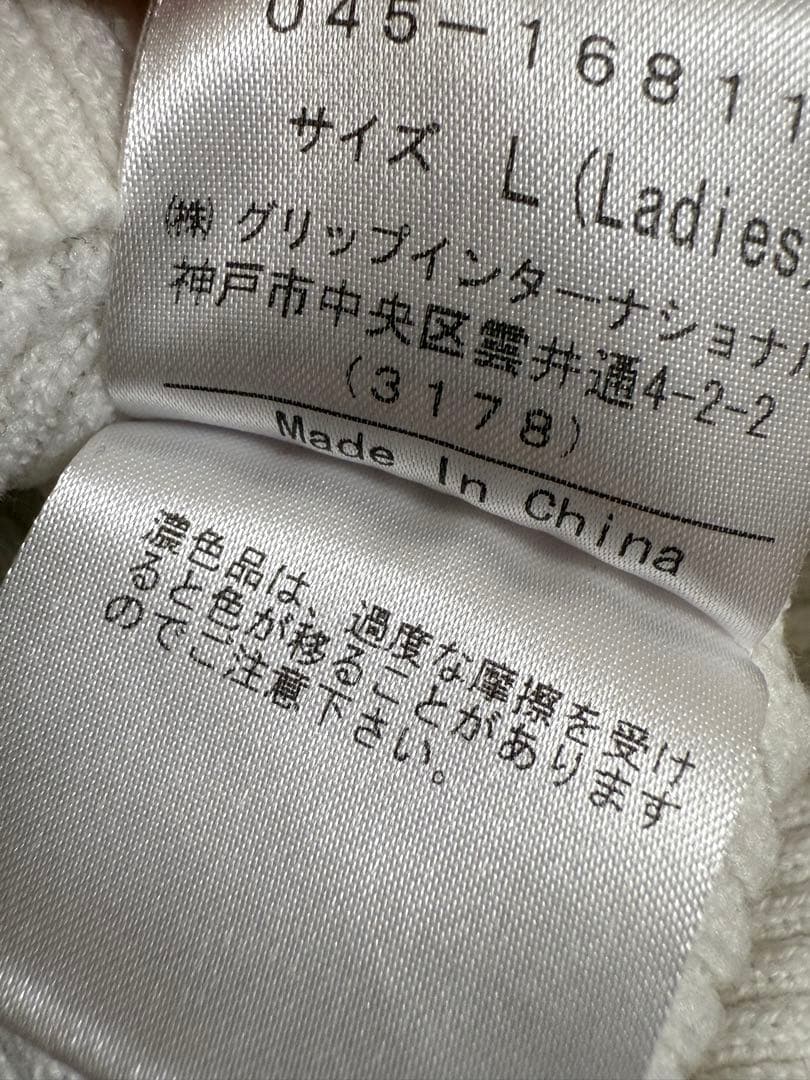 045-16811
サイズ L (Ladies
㈱ グリップインターナショナル
神戸市中央区雲井通4-2-2
(3178)
Made In China
濃色品は、過度な摩擦を受け
ると色が移ることがあります
のでご注意下さい。